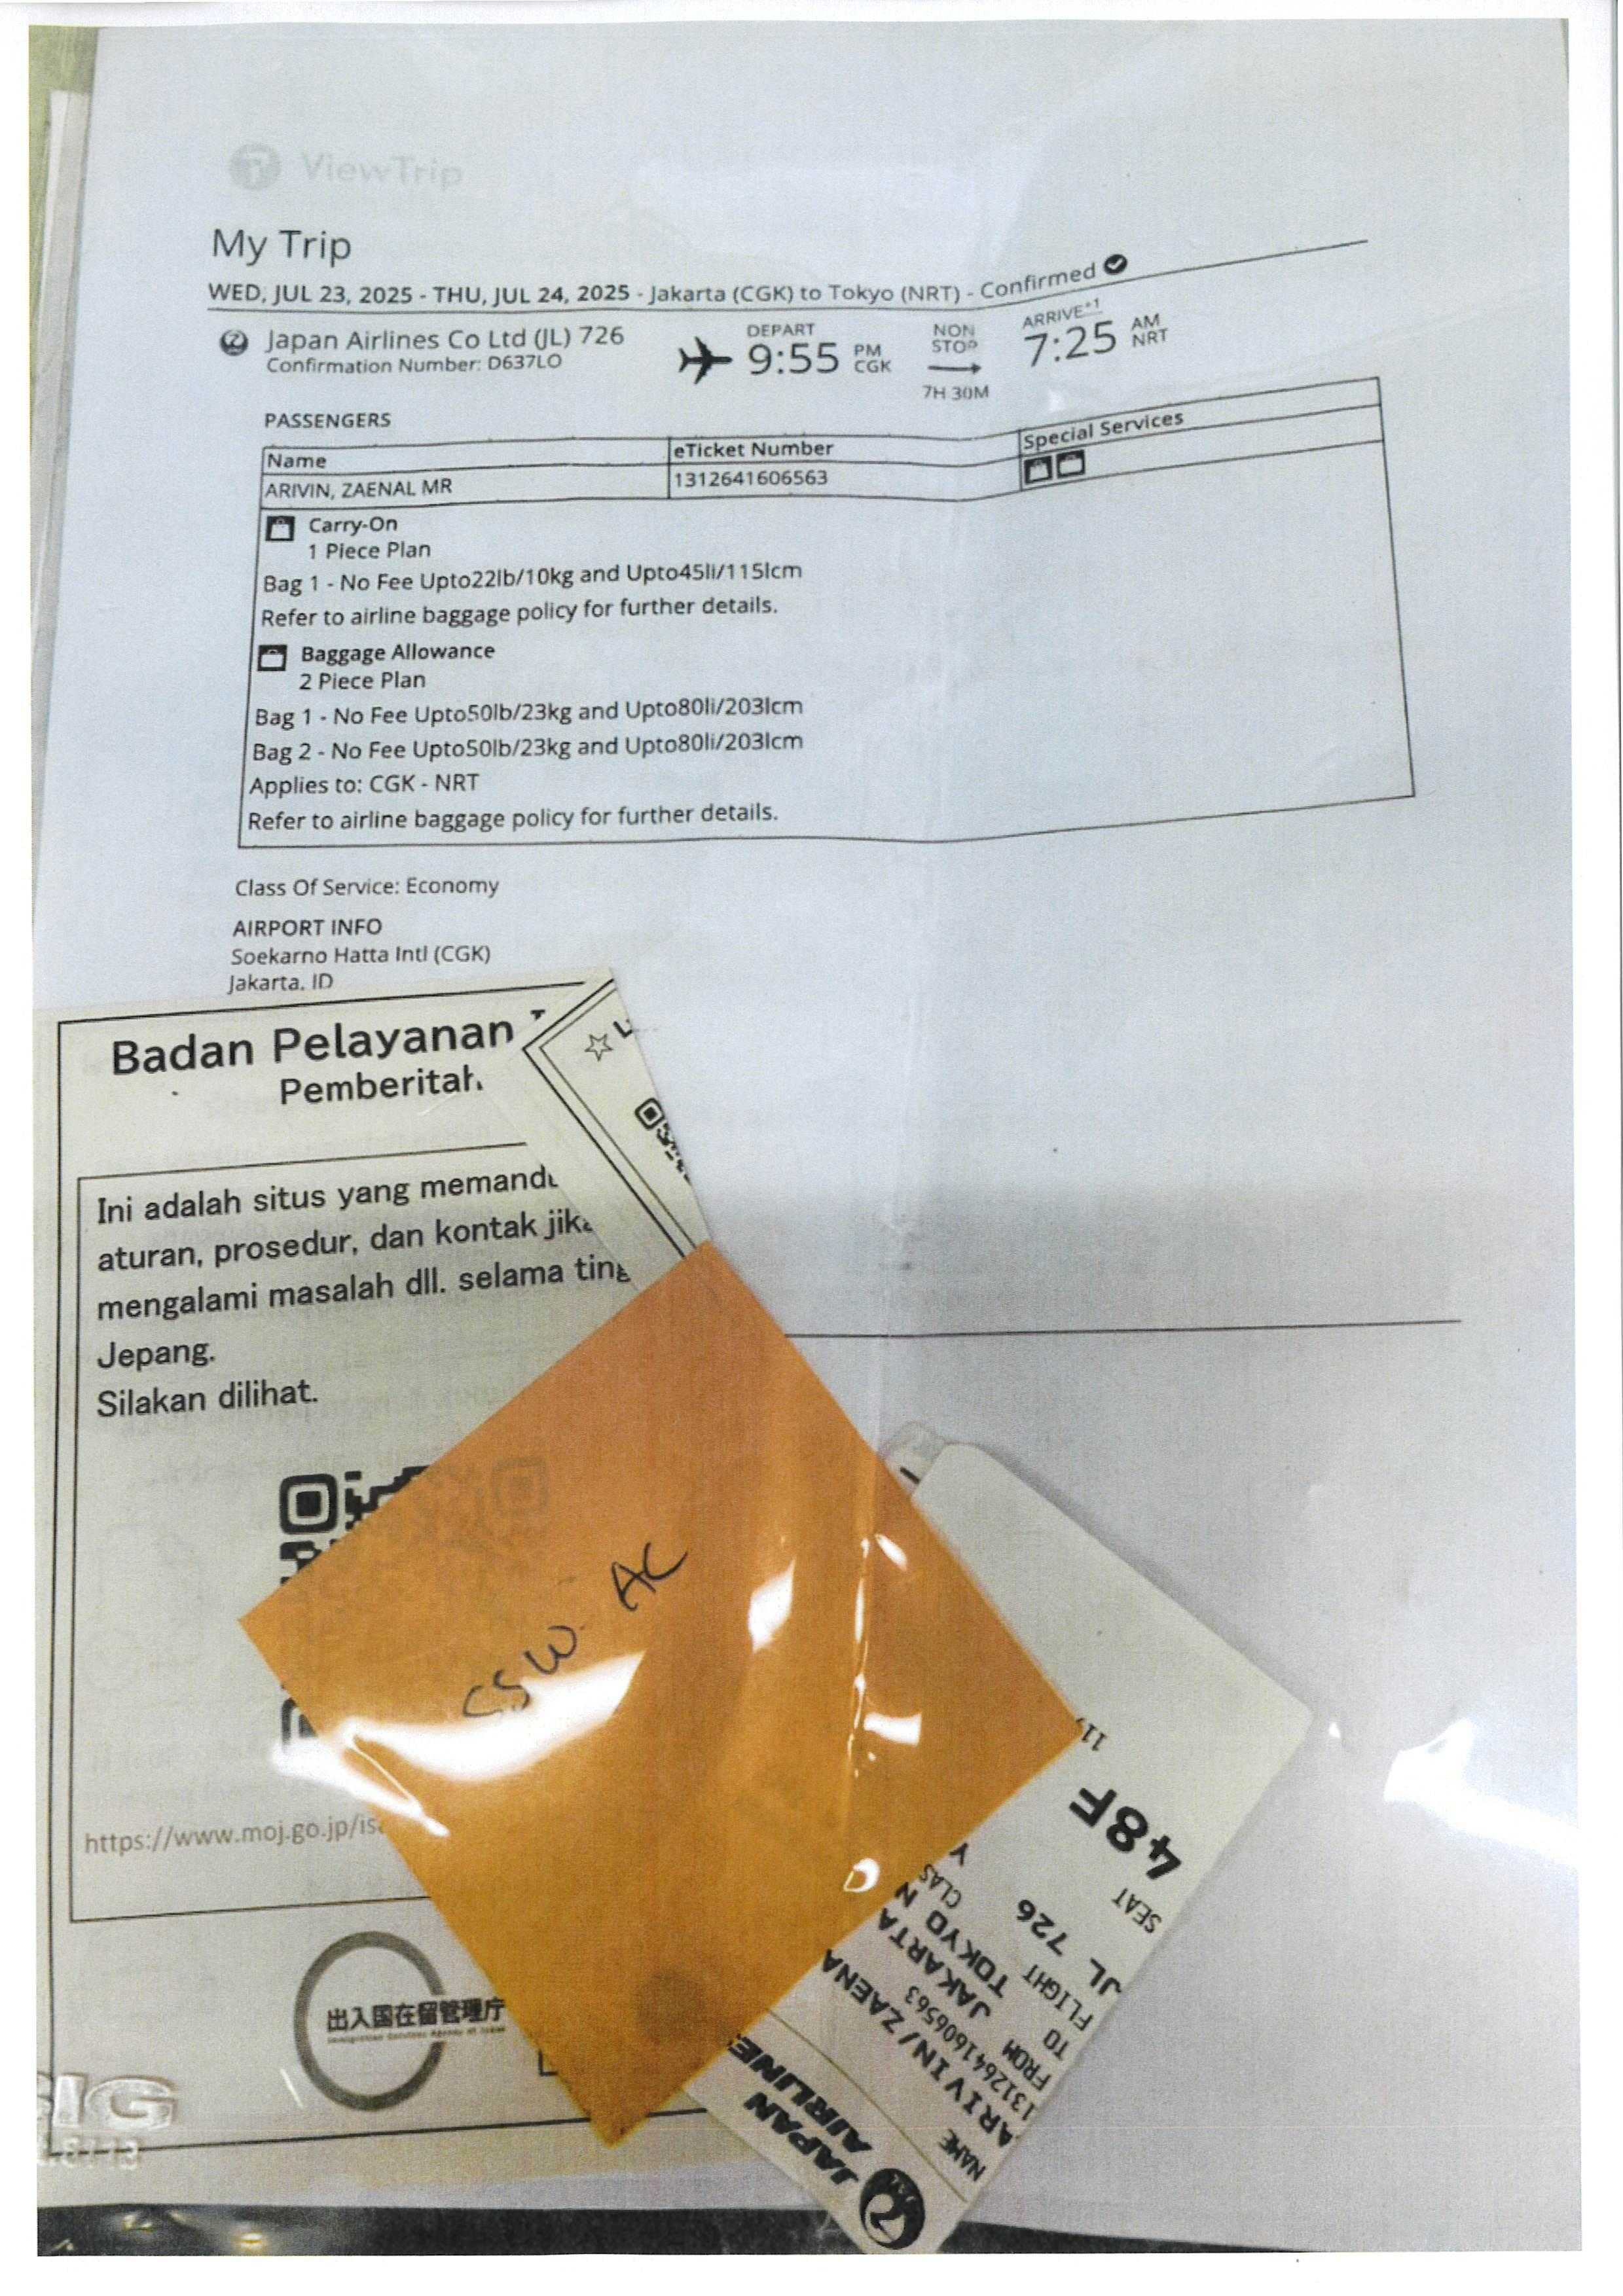 ViewTrip
My Trip
WED, JUL 23, 2025 - THU, JUL 24, 2025 - Jakarta (CGK) to Tokyo (NRT) - Confirmed
Japan Airlines Co Ltd (JL) 726
Confirmation Number: D637LO
DEPART
9:55 PM CGK
NON STOP
7H 30M
ARRIVE+1
7:25 AM NRT
PASSENGERS
Name eTicket Number Special Services
ARIVIN, ZAENAL MR 1312641606563
Carry-On
1 Piece Plan
Bag 1 - No Fee Upto22lb/10kg and Upto45li/115lcm
Refer to airline baggage policy for further details.
Baggage Allowance
2 Piece Plan
Bag 1 - No Fee Upto50lb/23kg and Upto80li/203lcm
Bag 2 - No Fee Upto50lb/23kg and Upto80li/203lcm
Applies to: CGK - NRT
Refer to airline baggage policy for further details.
Class Of Service: Economy
AIRPORT INFO
Soekarno Hatta Intl (CGK)
Jakarta, ID
Badan Pelayanan
Pemberitah
Ini adalah situs yang memandu
aturan, prosedur, dan kontak jika
mengalami masalah dll. selama ting
Jepang.
Silakan dilihat.
https://www.moj.go.jp/isa
出入国在留管理庁
Immigration Services Agency of Japan
SSW AC
JAPAN
AIRLINES
NAME
ARIVIN/ZAENA
1312641606563
FROM JAKARTA
TO TOKYO N
FLIGHT CLAS
JL 726 Y
SEAT
48F